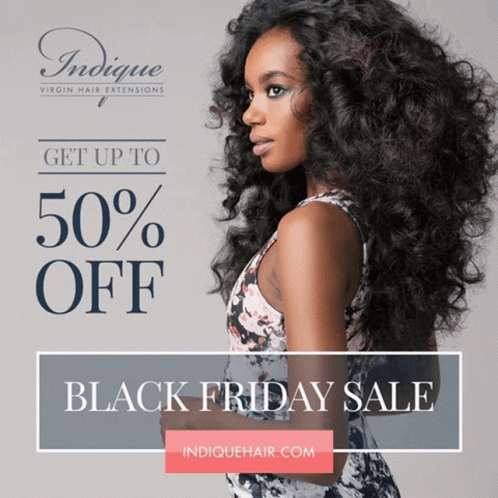 Indique
VIRGIN HAIR EXTENSIONS
GET UP TO
50%
OFF
BLACK FRIDAY SALE
INDIQUEHAIR.COM